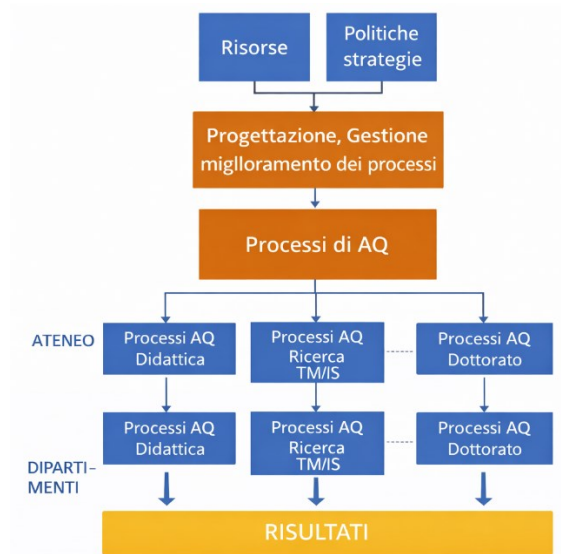 Risorse
Politiche
strategie
Progettazione, Gestione
miglloramento dei processi
Processi di AQ
ATENEO
Processi AQ
Didattica
Processi AQ
Ricerca
TM/IS
Processi AQ
Dottorato
Processi AQ
Didattica
Processi AQ
Ricerca
TM/IS
Processi AQ
Dottorato
DIPARTI-
MENTI
RISULTATI